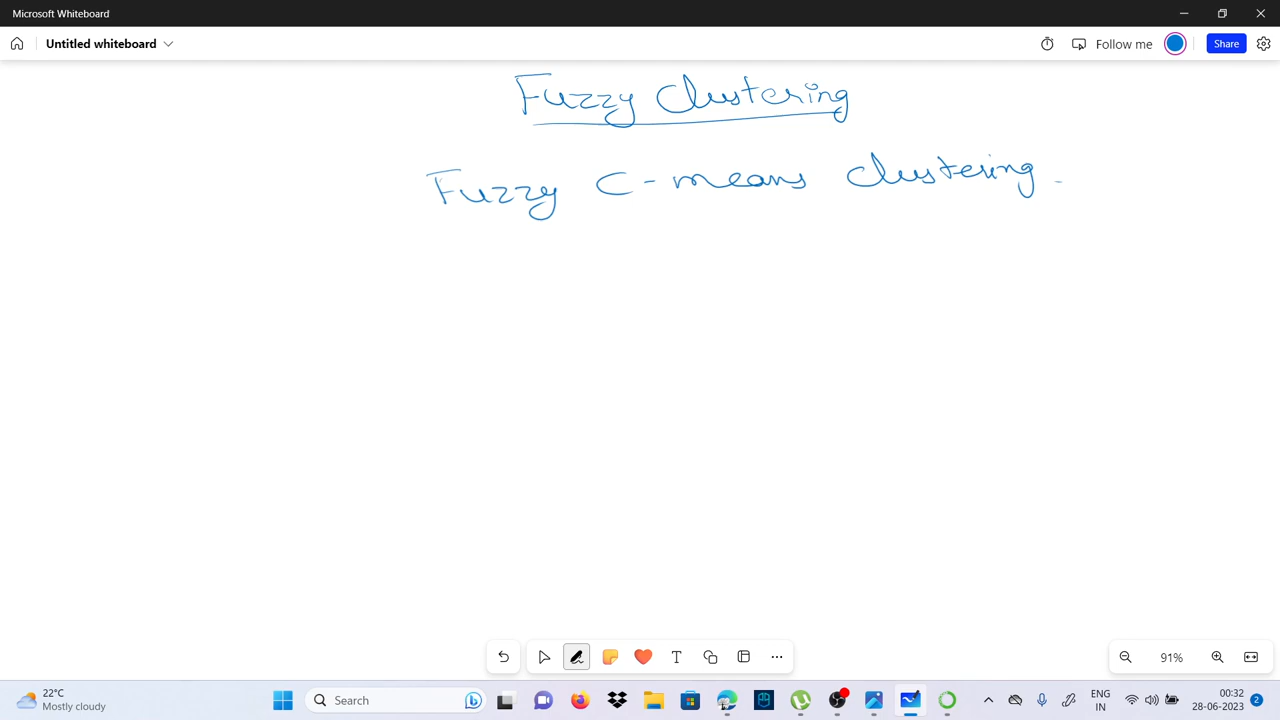 Microsoft Whiteboard
Untitled whiteboard
Follow me
Share
Fuzzy Clustering
Fuzzy C-means clustering.
T
91%
22°C
Mostly cloudy
Search
ENG
IN
00:32
28-06-2023
2